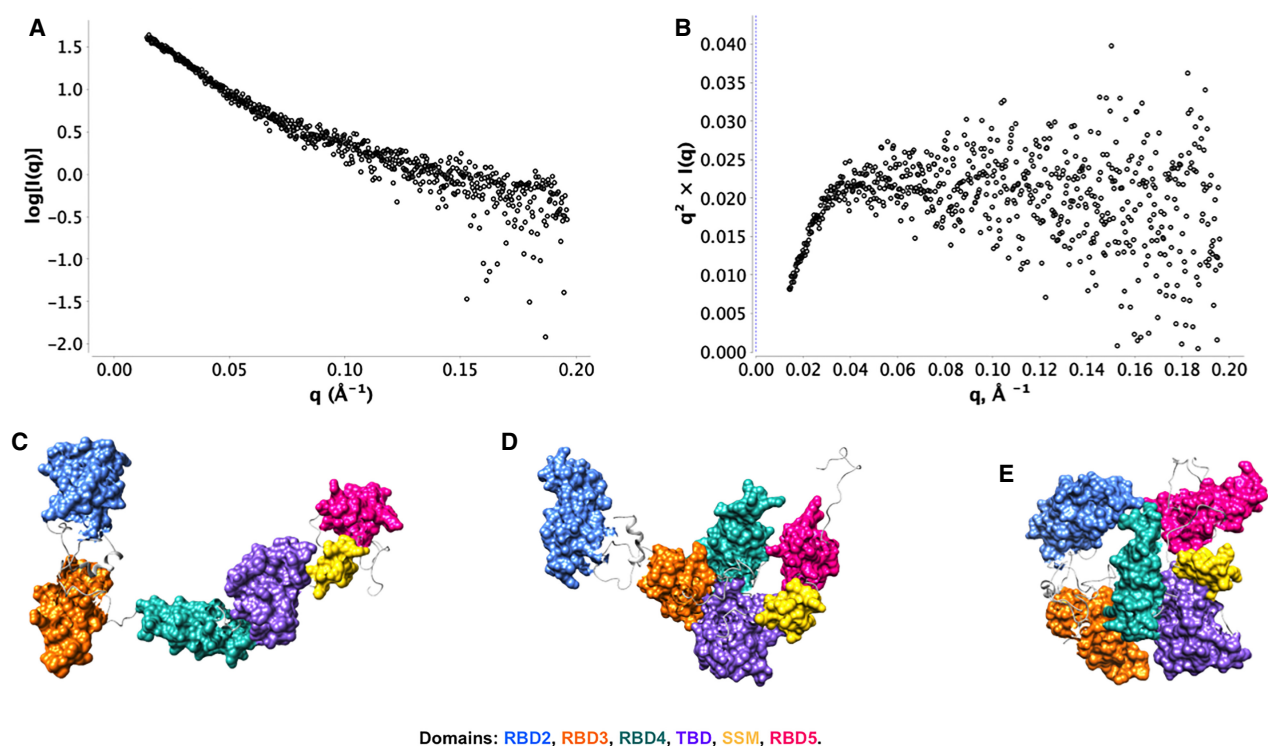 A
B
log[I(q)]
1.5
1.0
0.5
0.0
−0.5
−1.0
−1.5
−2.0
0.00 0.05 0.10 0.15 0.20
q (Å⁻¹)
q² × I(q)
0.040
0.035
0.030
0.025
0.020
0.015
0.010
0.005
0.000
0.00 0.02 0.04 0.06 0.08 0.10 0.12 0.14 0.16 0.18 0.20
q, Å ⁻¹
C
D
E
Domains: RBD2, RBD3, RBD4, TBD, SSM, RBD5.